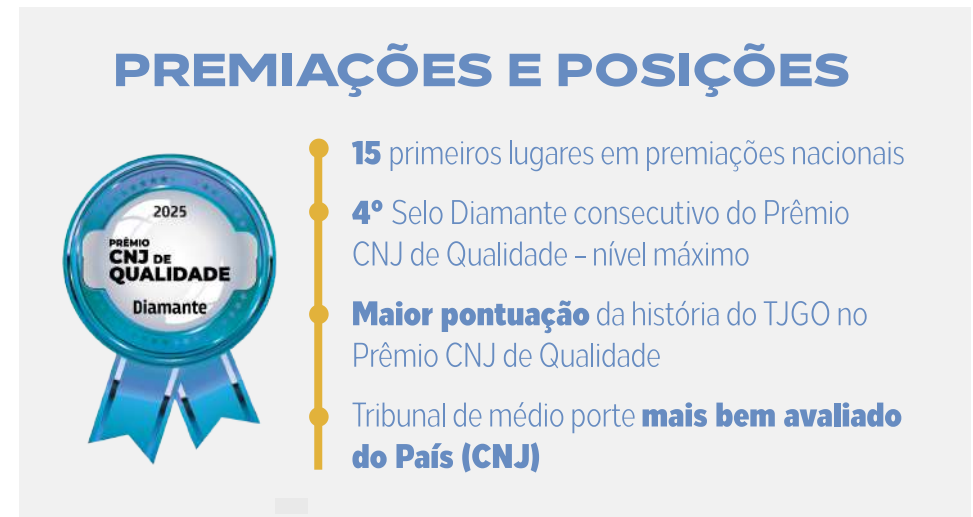 PREMIAÇÕES E POSIÇÕES
2025
PRÊMIO
CNJ DE
QUALIDADE
Diamante
15 primeiros lugares em premiações nacionais
4º Selo Diamante consecutivo do Prêmio
CNJ de Qualidade – nível máximo
Maior pontuação da história do TJGO no
Prêmio CNJ de Qualidade
Tribunal de médio porte mais bem avaliado
do País (CNJ)